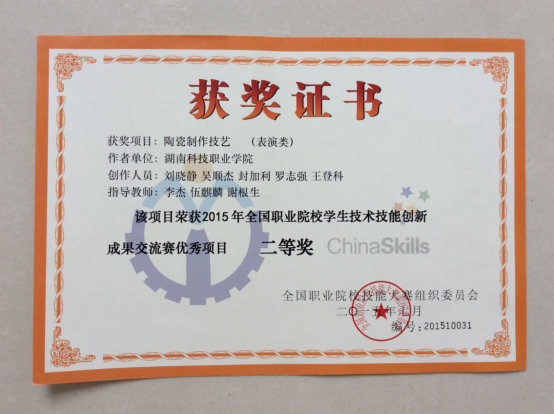 获奖证书
获奖项目：陶瓷制作技艺　（表演类）
作者单位：湖南科技职业学院
创作人员：刘晓静 吴顺杰 封加利 罗志强 王登科
指导教师：李杰 伍麒麟 谢根生
该项目荣获2015年全国职业院校学生技术技能创新
成果交流赛优秀项目　二等奖
ChinaSkills
全国职业院校技能大赛组织委员会
二〇一五年七月
编号：201510031